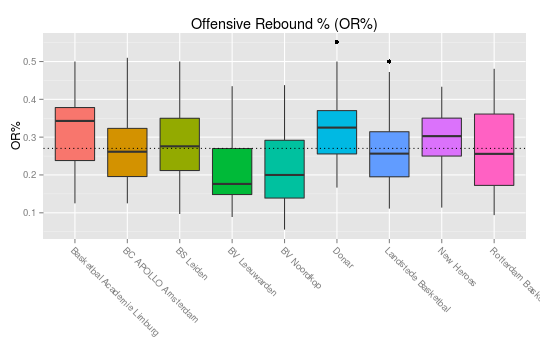 Offensive Rebound % (OR%)
OR%
0.5
0.4
0.3
0.2
0.1
Basketbal Academie Limburg
BC APOLLO Amsterdam
BS Leiden
BV Leeuwarden
BV Noordkop
Donar
Landstede Basketbal
New Heroes
Rotterdam